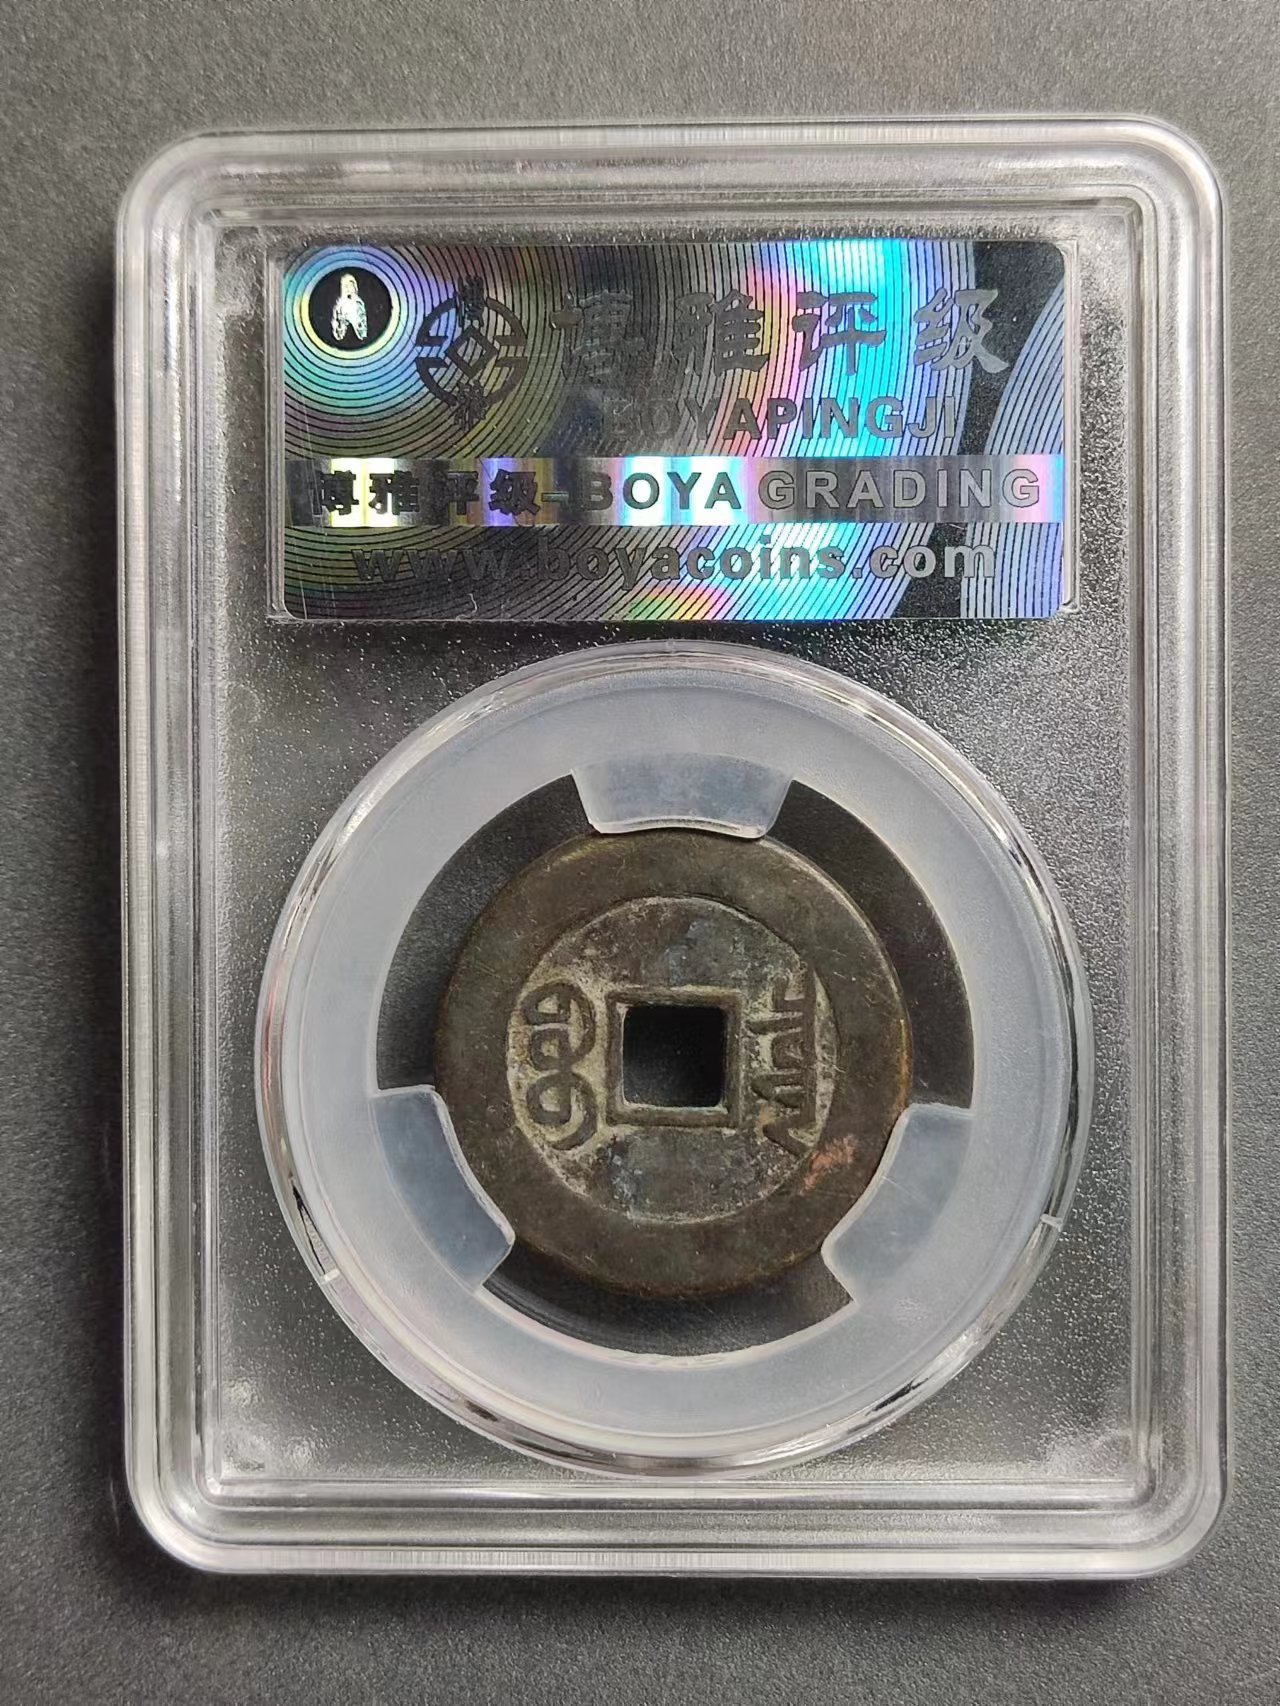 博雅评级
BOYAPINGJI
博雅评级-BOYA GRADING
www.boyacoins.com